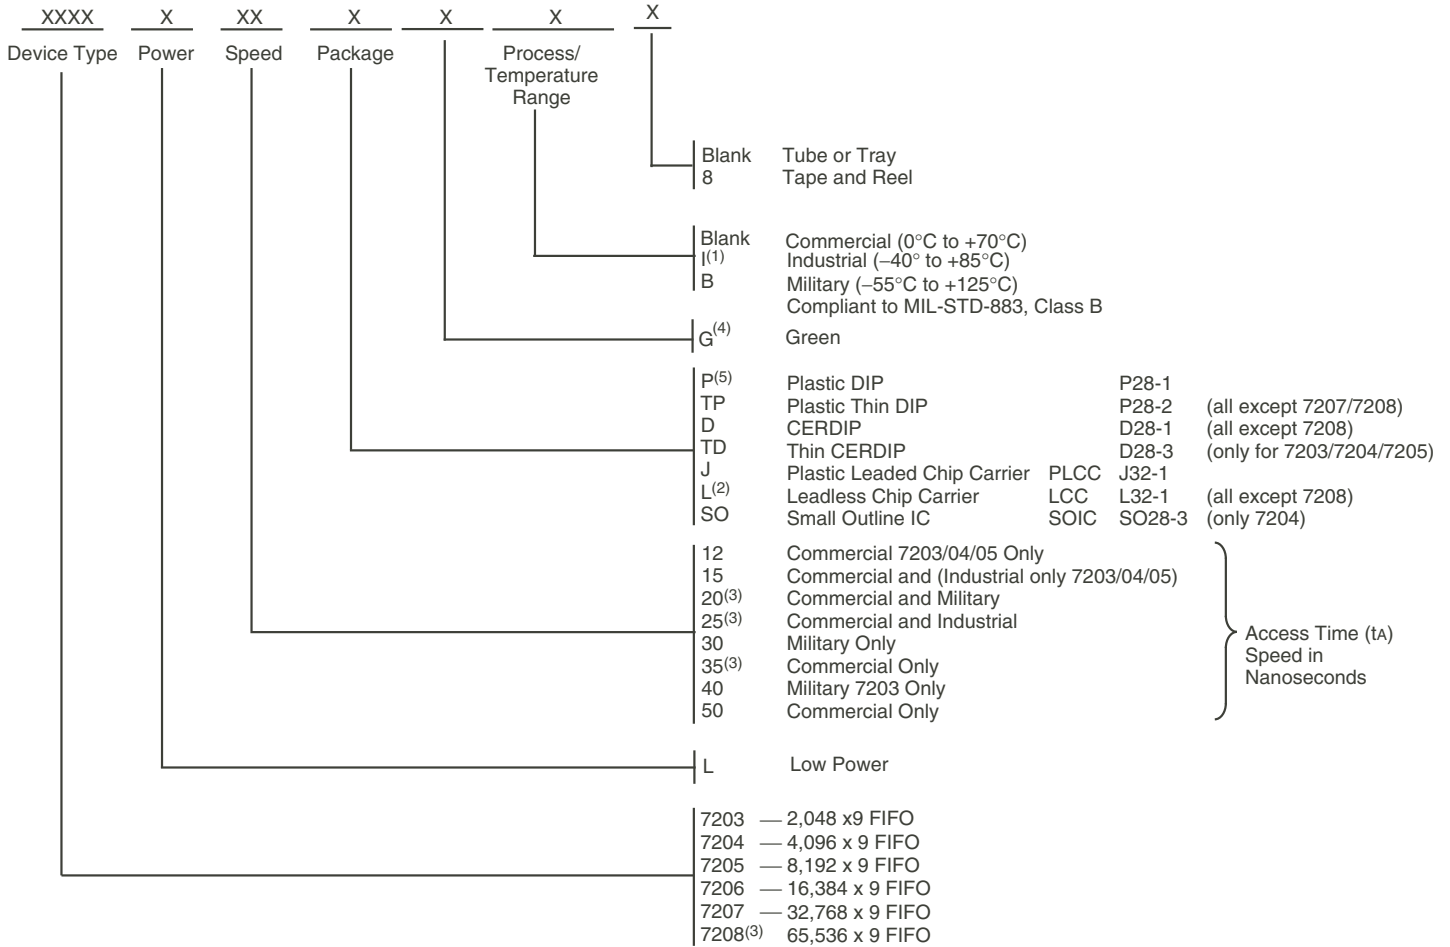 XXXX X XX X X X X
Device Type Power Speed Package Process/
Temperature
Range
Blank Tube or Tray
8 Tape and Reel
Blank Commercial (0°C to +70°C)
I(1) Industrial (–40° to +85°C)
B Military (–55°C to +125°C)
Compliant to MIL-STD-883, Class B
G(4) Green
P(5) Plastic DIP P28-1
TP Plastic Thin DIP P28-2 (all except 7207/7208)
D CERDIP D28-1 (all except 7208)
TD Thin CERDIP D28-3 (only for 7203/7204/7205)
J Plastic Leaded Chip Carrier PLCC J32-1
L(2) Leadless Chip Carrier LCC L32-1 (all except 7208)
SO Small Outline IC SOIC SO28-3 (only 7204)
12 Commercial 7203/04/05 Only
15 Commercial and (Industrial only 7203/04/05)
20(3) Commercial and Military
25(3) Commercial and Industrial
30 Military Only
35(3) Commercial Only
40 Military 7203 Only
50 Commercial Only
Access Time (tA)
Speed in
Nanoseconds
L Low Power
7203 — 2,048 x9 FIFO
7204 — 4,096 x 9 FIFO
7205 — 8,192 x 9 FIFO
7206 — 16,384 x 9 FIFO
7207 — 32,768 x 9 FIFO
7208(3) 65,536 x 9 FIFO